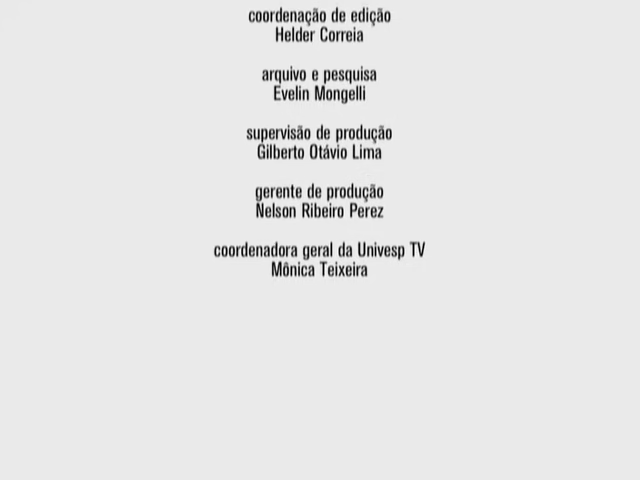 coordenação de edição
Helder Correia
arquivo e pesquisa
Evelin Mongelli
supervisão de produção
Gilberto Otávio Lima
gerente de produção
Nelson Ribeiro Perez
coordenadora geral da Univesp TV
Mônica Teixeira